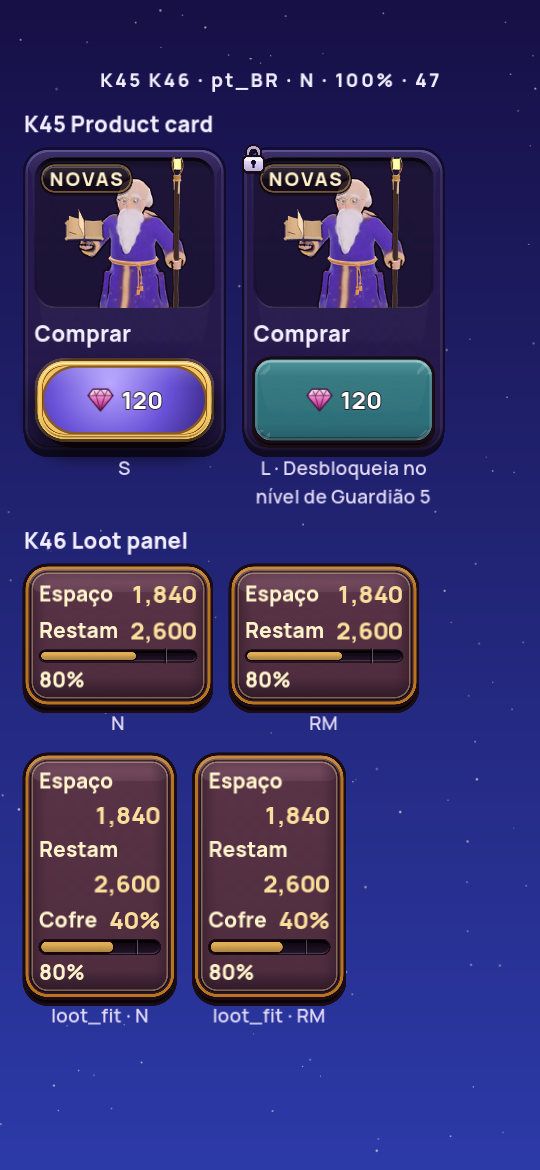 K45 K46 · pt_BR · N · 100% · 47
K45 Product card
NOVAS
NOVAS
Comprar
Comprar
120
120
S
L · Desbloqueia no
nível de Guardião 5
K46 Loot panel
Espaço 1,840
Restam 2,600
80%
Espaço 1,840
Restam 2,600
80%
N
RM
Espaço
1,840
Restam
2,600
Cofre 40%
80%
Espaço
1,840
Restam
2,600
Cofre 40%
80%
loot_fit · N
loot_fit · RM